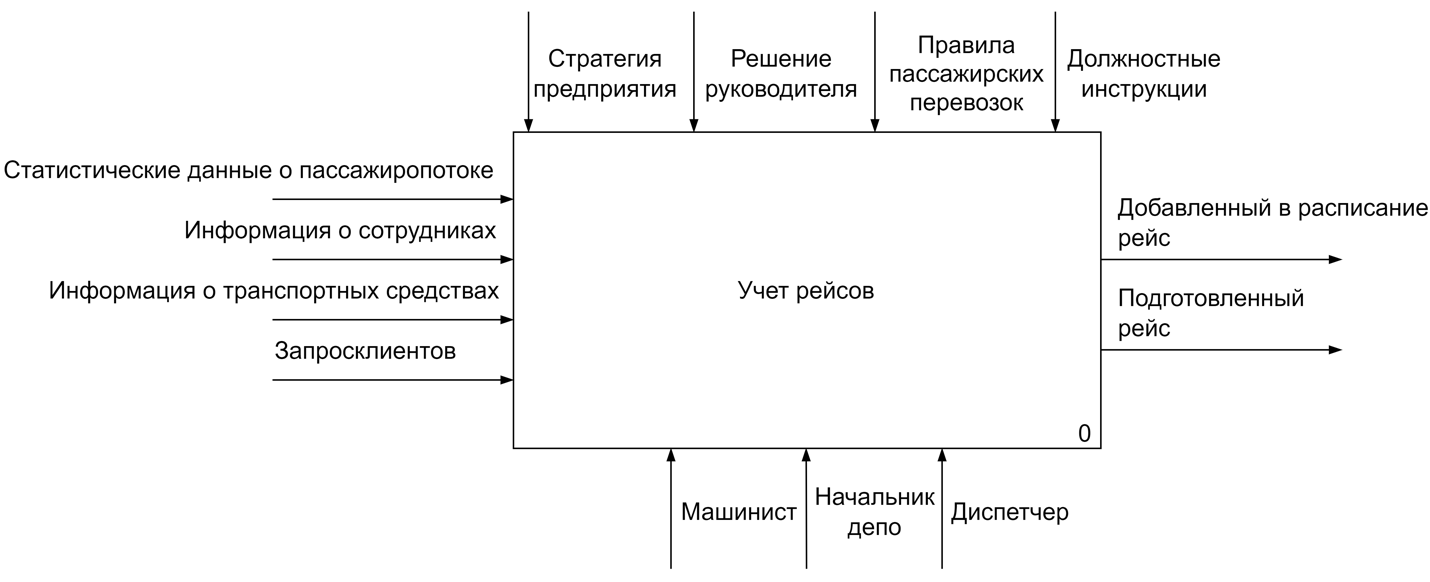 Стратегия
предприятия
Решение
руководителя
Правила
пассажирских
перевозок
Должностные
инструкции
Статистические данные о пассажиропотоке
Информация о сотрудниках
Информация о транспортных средствах
Запросклиентов
Учет рейсов
0
Добавленный в расписание
рейс
Подготовленный
рейс
Машинист
Начальник
депо
Диспетчер